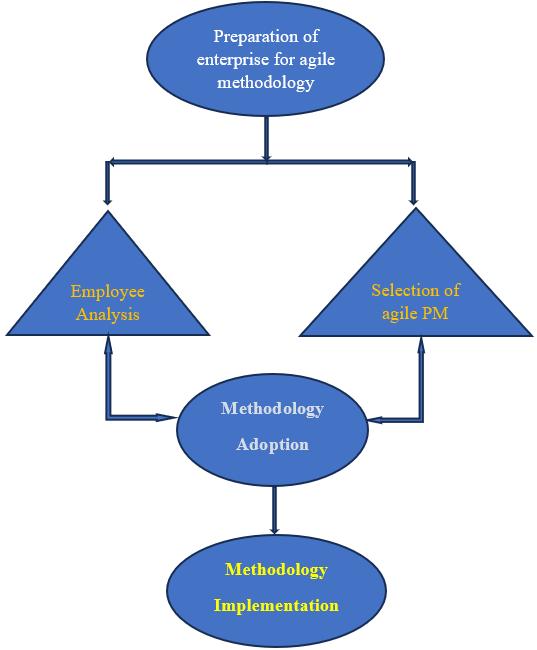 Preparation of
enterprise for agile
methodology
Employee
Analysis
Selection of
agile PM
Methodology
Adoption
Methodology
Implementation